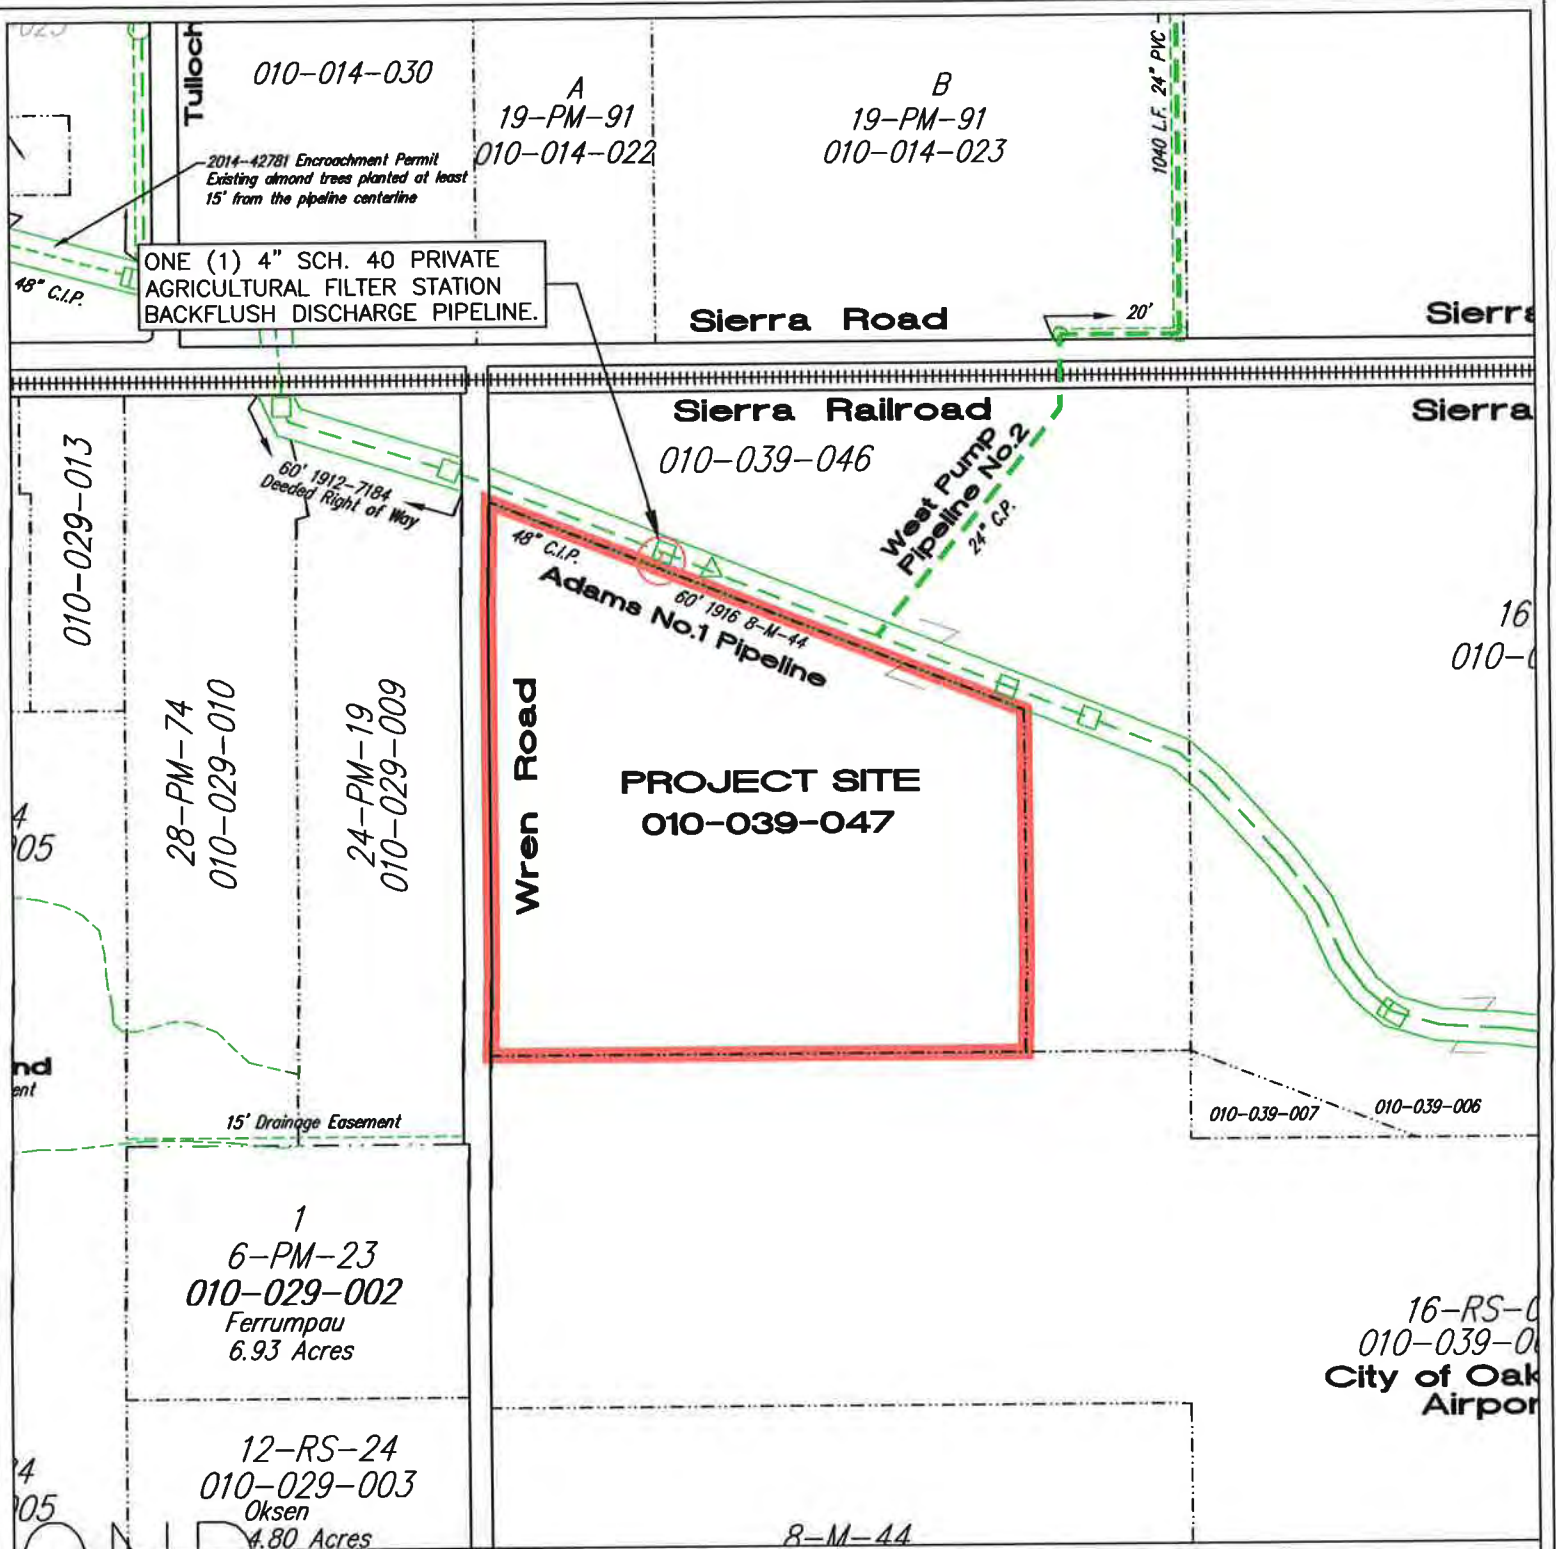 Tulloch
010-014-030
A
19-PM-91
010-014-022
B
19-PM-91
010-014-023
1040 L.F. 24" PVC
2014-42781 Encroachment Permit
Existing almond trees planted at least
15' from the pipeline centerline
48" C.I.P.
ONE (1) 4" SCH. 40 PRIVATE
AGRICULTURAL FILTER STATION
BACKFLUSH DISCHARGE PIPELINE.
Sierra Road
20'
Sierra
Sierra Railroad
Sierra
010-039-046
60' 1912-7184
Deeded Right of Way
West Pump
Pipeline No.2
24" C.P.
48" C.I.P.
60' 1916 8-M-44
Adams No.1 Pipeline
010-029-013
28-PM-74
010-029-010
24-PM-19
010-029-009
Wren Road
PROJECT SITE
010-039-047
16
010-0
4
005
nd
ent
15' Drainage Easement
010-039-007
010-039-006
1
6-PM-23
010-029-002
Ferrumpau
6.93 Acres
16-RS-0
010-039-00
City of Oak
Airpor
12-RS-24
010-029-003
Oksen
4.80 Acres
4
005
8-M-44